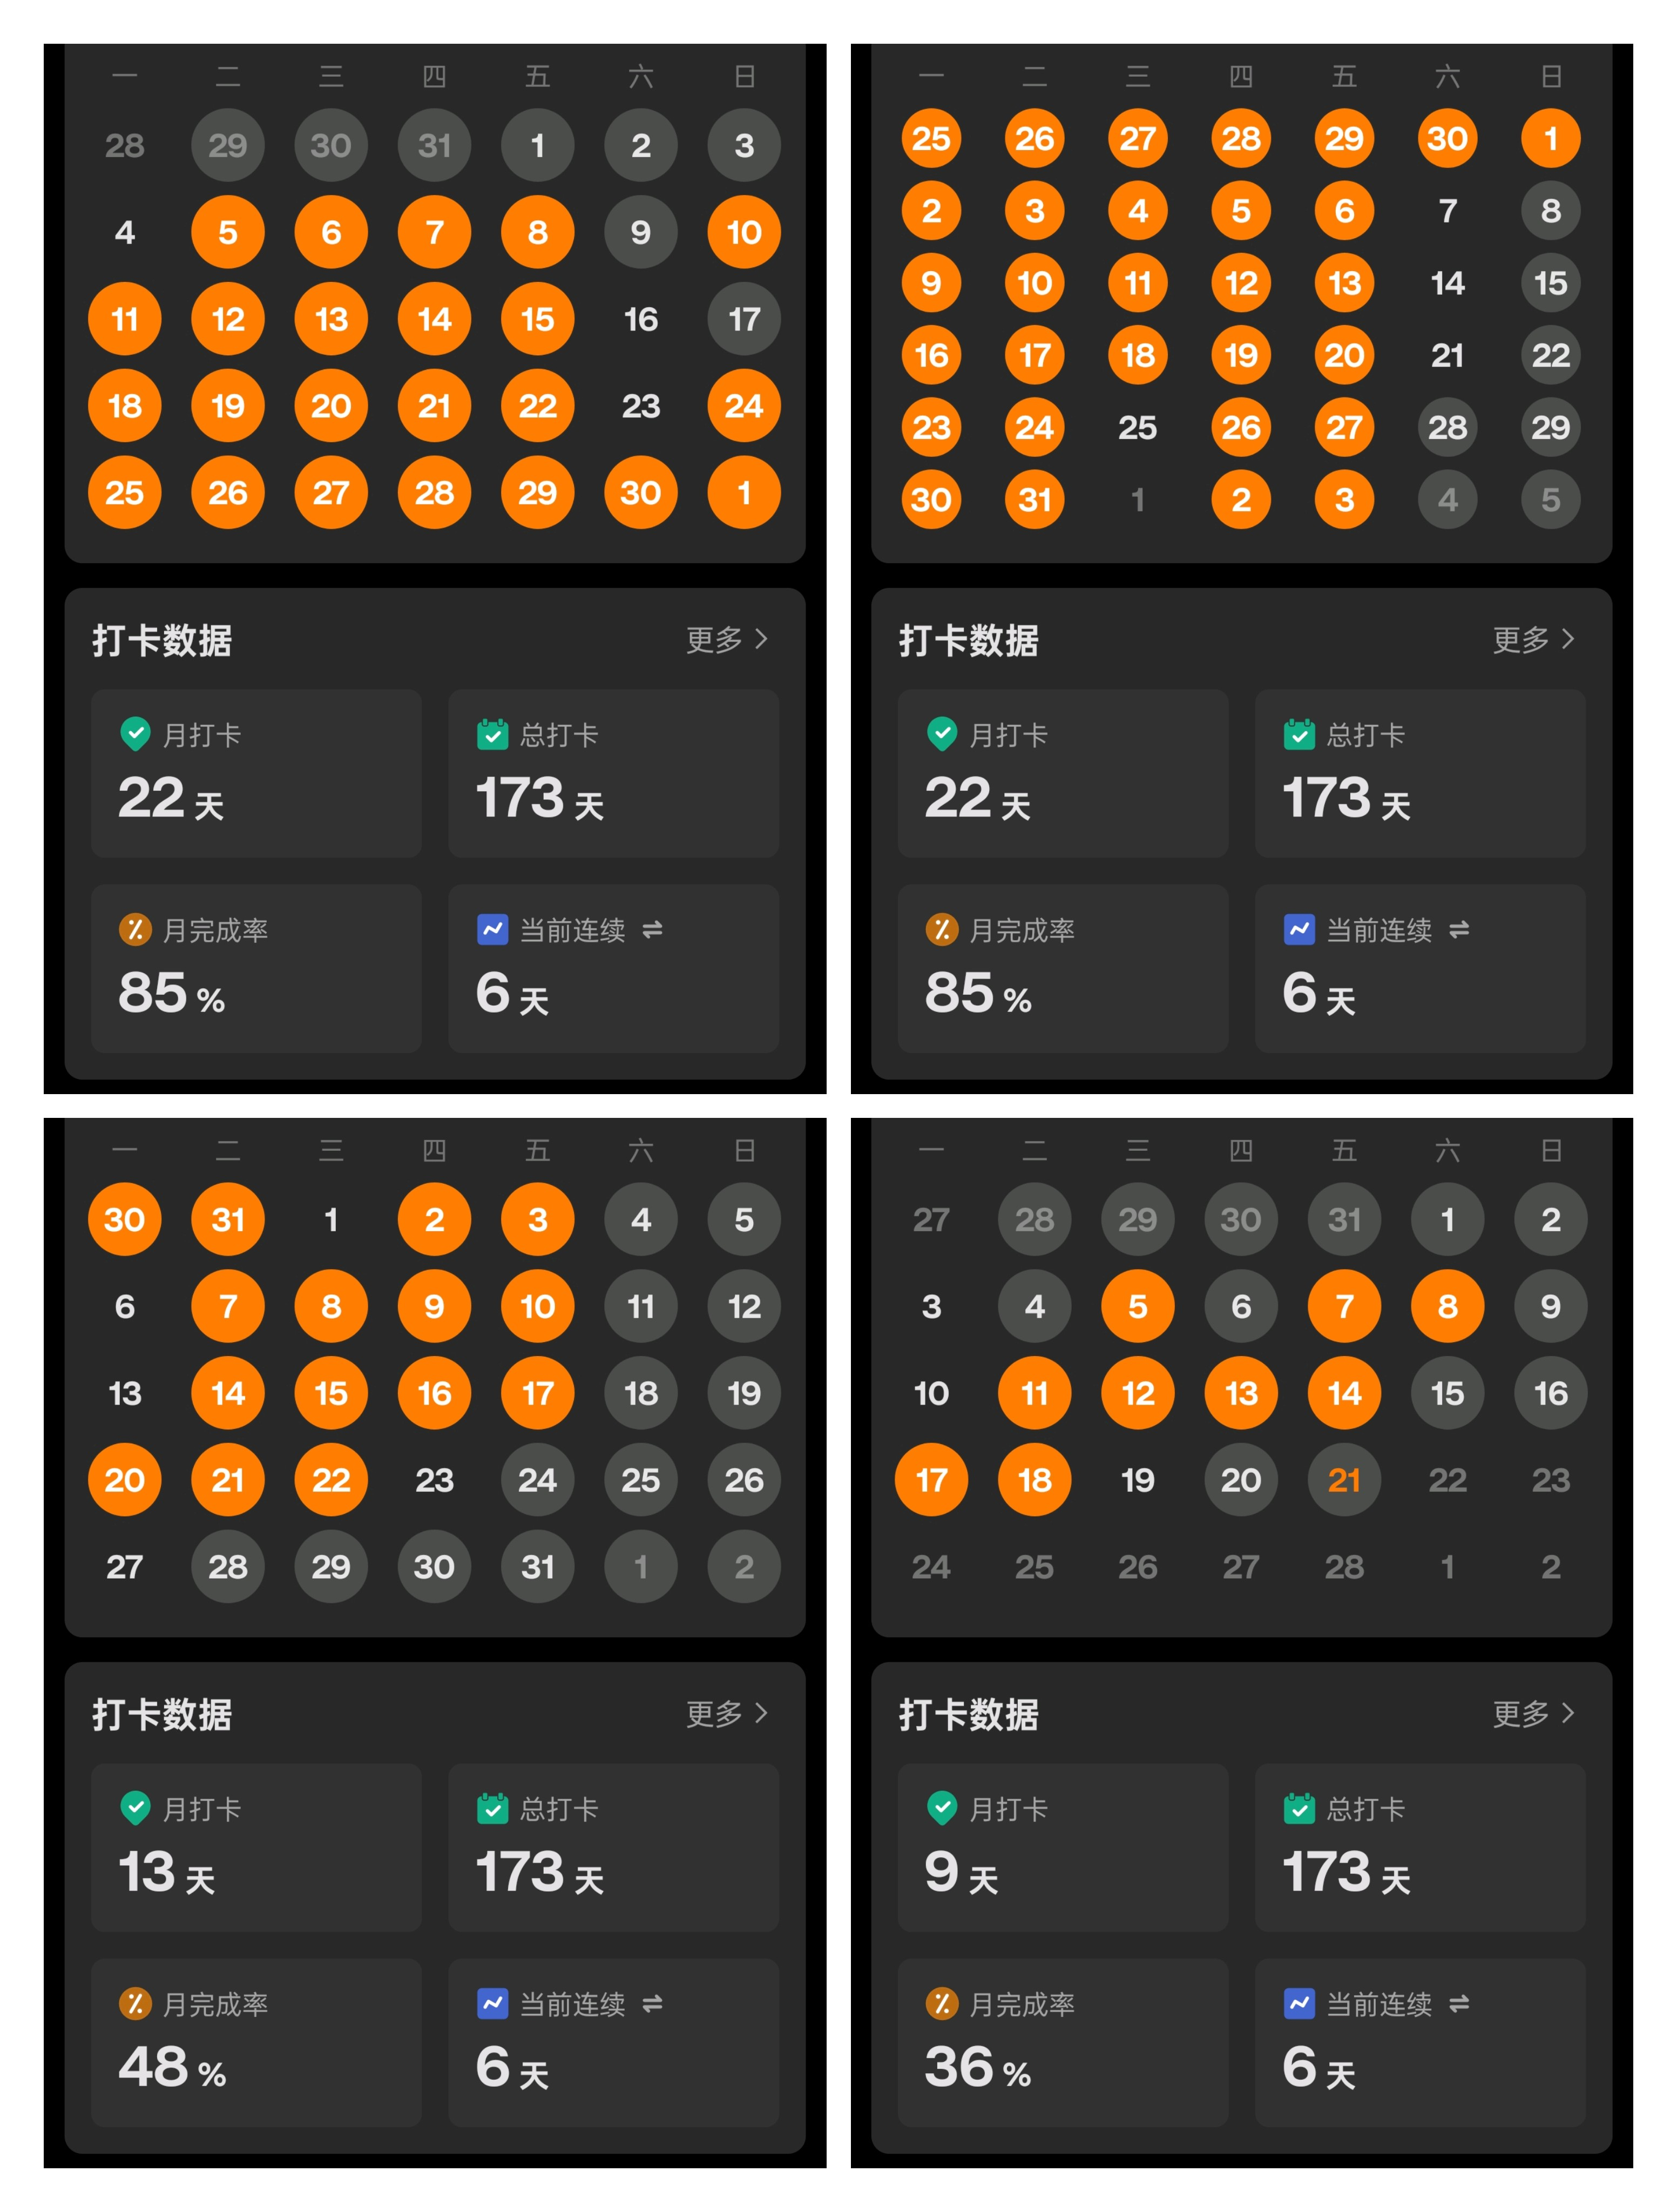 一 二 三 四 五 六 日
28 29 30 31 1 2 3
4 5 6 7 8 9 10
11 12 13 14 15 16 17
18 19 20 21 22 23 24
25 26 27 28 29 30 1
打卡数据 更多 >
月打卡 总打卡
22 天 173 天
月完成率 当前连续 ⇌
85 % 6 天
一 二 三 四 五 六 日
25 26 27 28 29 30 1
2 3 4 5 6 7 8
9 10 11 12 13 14 15
16 17 18 19 20 21 22
23 24 25 26 27 28 29
30 31 1 2 3 4 5
打卡数据 更多 >
月打卡 总打卡
22 天 173 天
月完成率 当前连续 ⇌
85 % 6 天
一 二 三 四 五 六 日
30 31 1 2 3 4 5
6 7 8 9 10 11 12
13 14 15 16 17 18 19
20 21 22 23 24 25 26
27 28 29 30 31 1 2
打卡数据 更多 >
月打卡 总打卡
13 天 173 天
月完成率 当前连续 ⇌
48 % 6 天
一 二 三 四 五 六 日
27 28 29 30 31 1 2
3 4 5 6 7 8 9
10 11 12 13 14 15 16
17 18 19 20 21 22 23
24 25 26 27 28 1 2
打卡数据 更多 >
月打卡 总打卡
9 天 173 天
月完成率 当前连续 ⇌
36 % 6 天